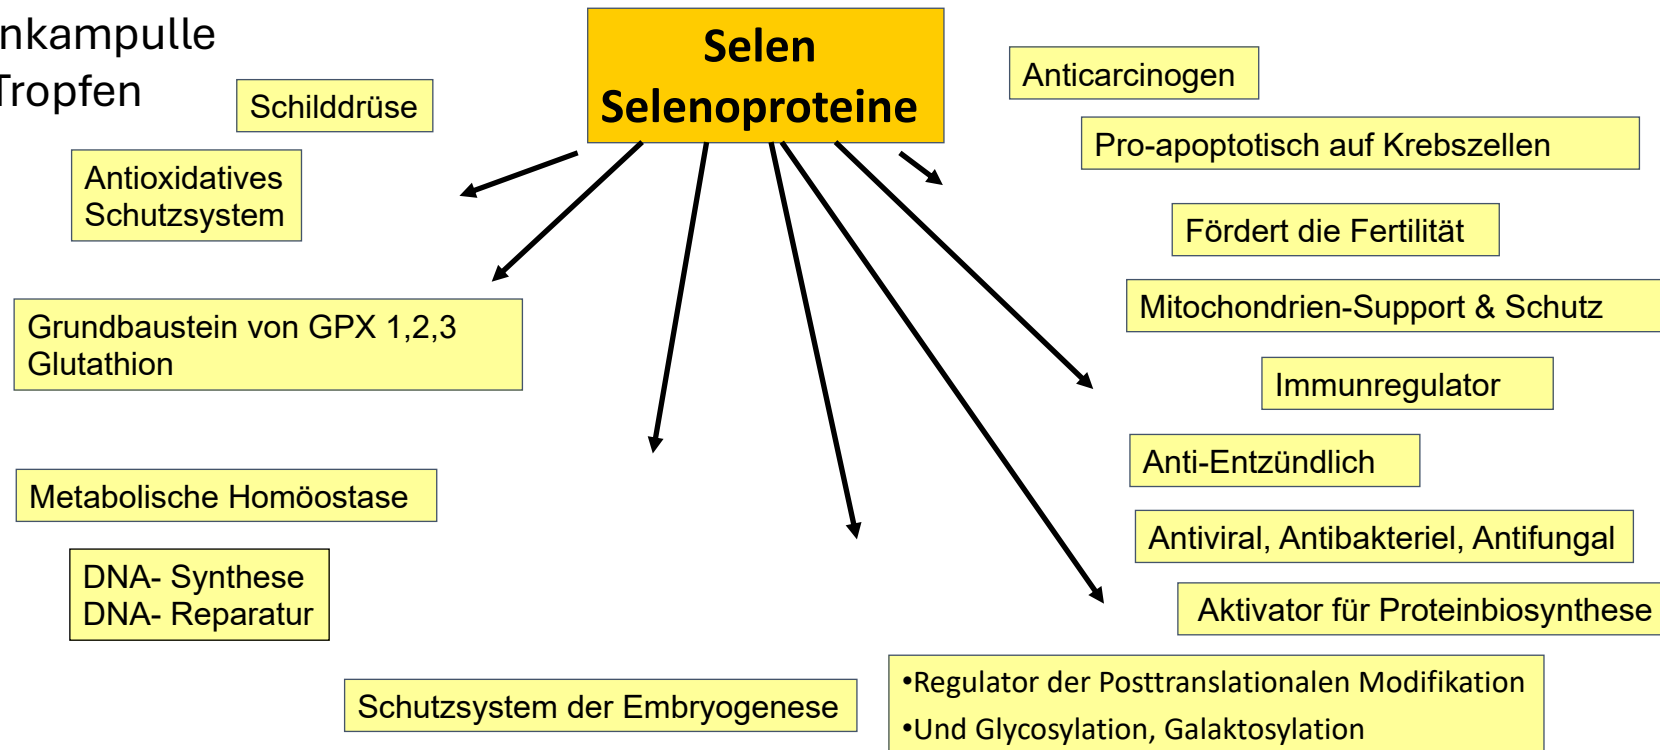 nkampulle
Tropfen
Selen
Selenoproteine
Schilddrüse
Antioxidatives
Schutzsystem
Grundbaustein von GPX 1,2,3
Glutathion
Metabolische Homöostase
DNA- Synthese
DNA- Reparatur
Schutzsystem der Embryogenese
Anticarcinogen
Pro-apoptotisch auf Krebszellen
Fördert die Fertilität
Mitochondrien-Support & Schutz
Immunregulator
Anti-Entzündlich
Antiviral, Antibakteriel, Antifungal
Aktivator für Proteinbiosynthese
•Regulator der Posttranslationalen Modifikation
•Und Glycosylation, Galaktosylation